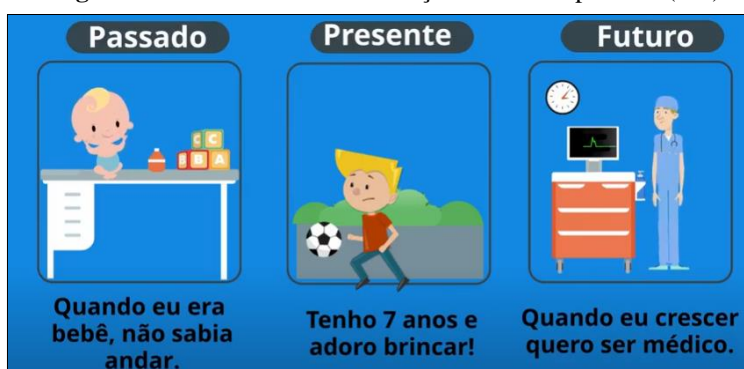 Passado
Presente
Futuro
C C
B B A
Quando eu era
bebê, não sabia
andar.
Tenho 7 anos e
adoro brincar!
Quando eu crescer
quero ser médico.